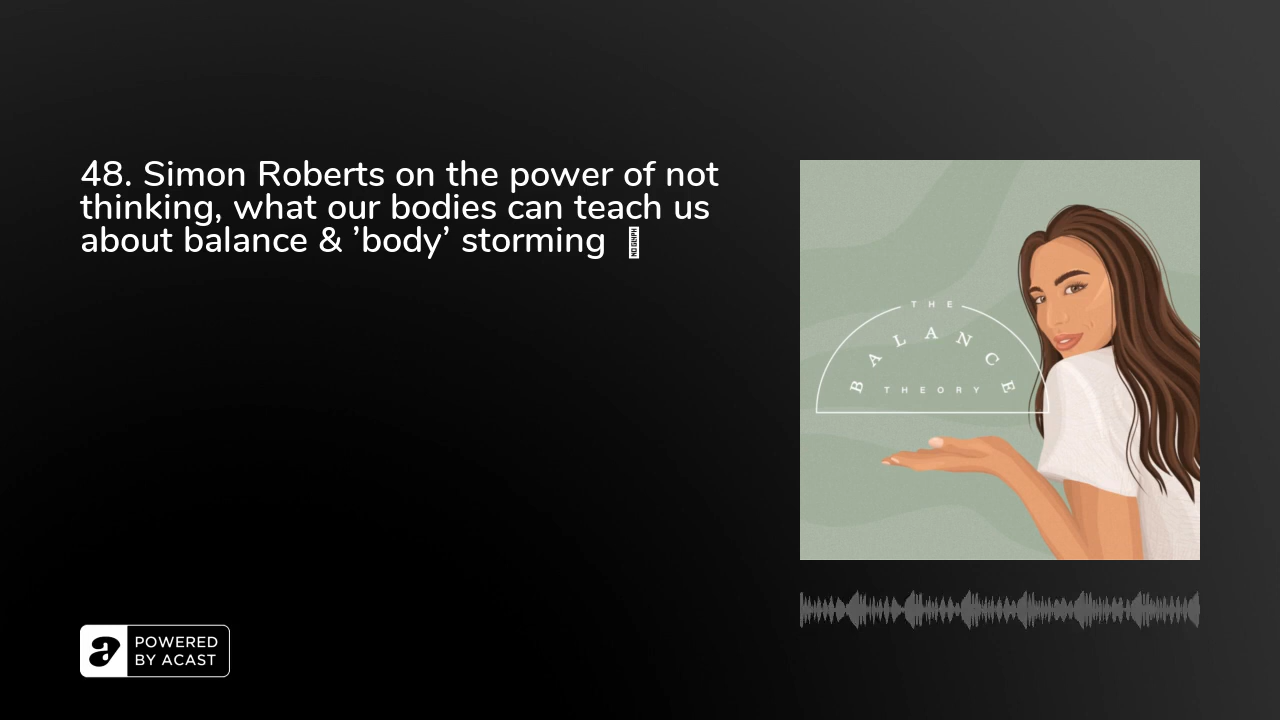 48. Simon Roberts on the power of not
thinking, what our bodies can teach us
about balance & ’body’ storming
THE
BALANCE
THEORY
POWERED
BY ACAST